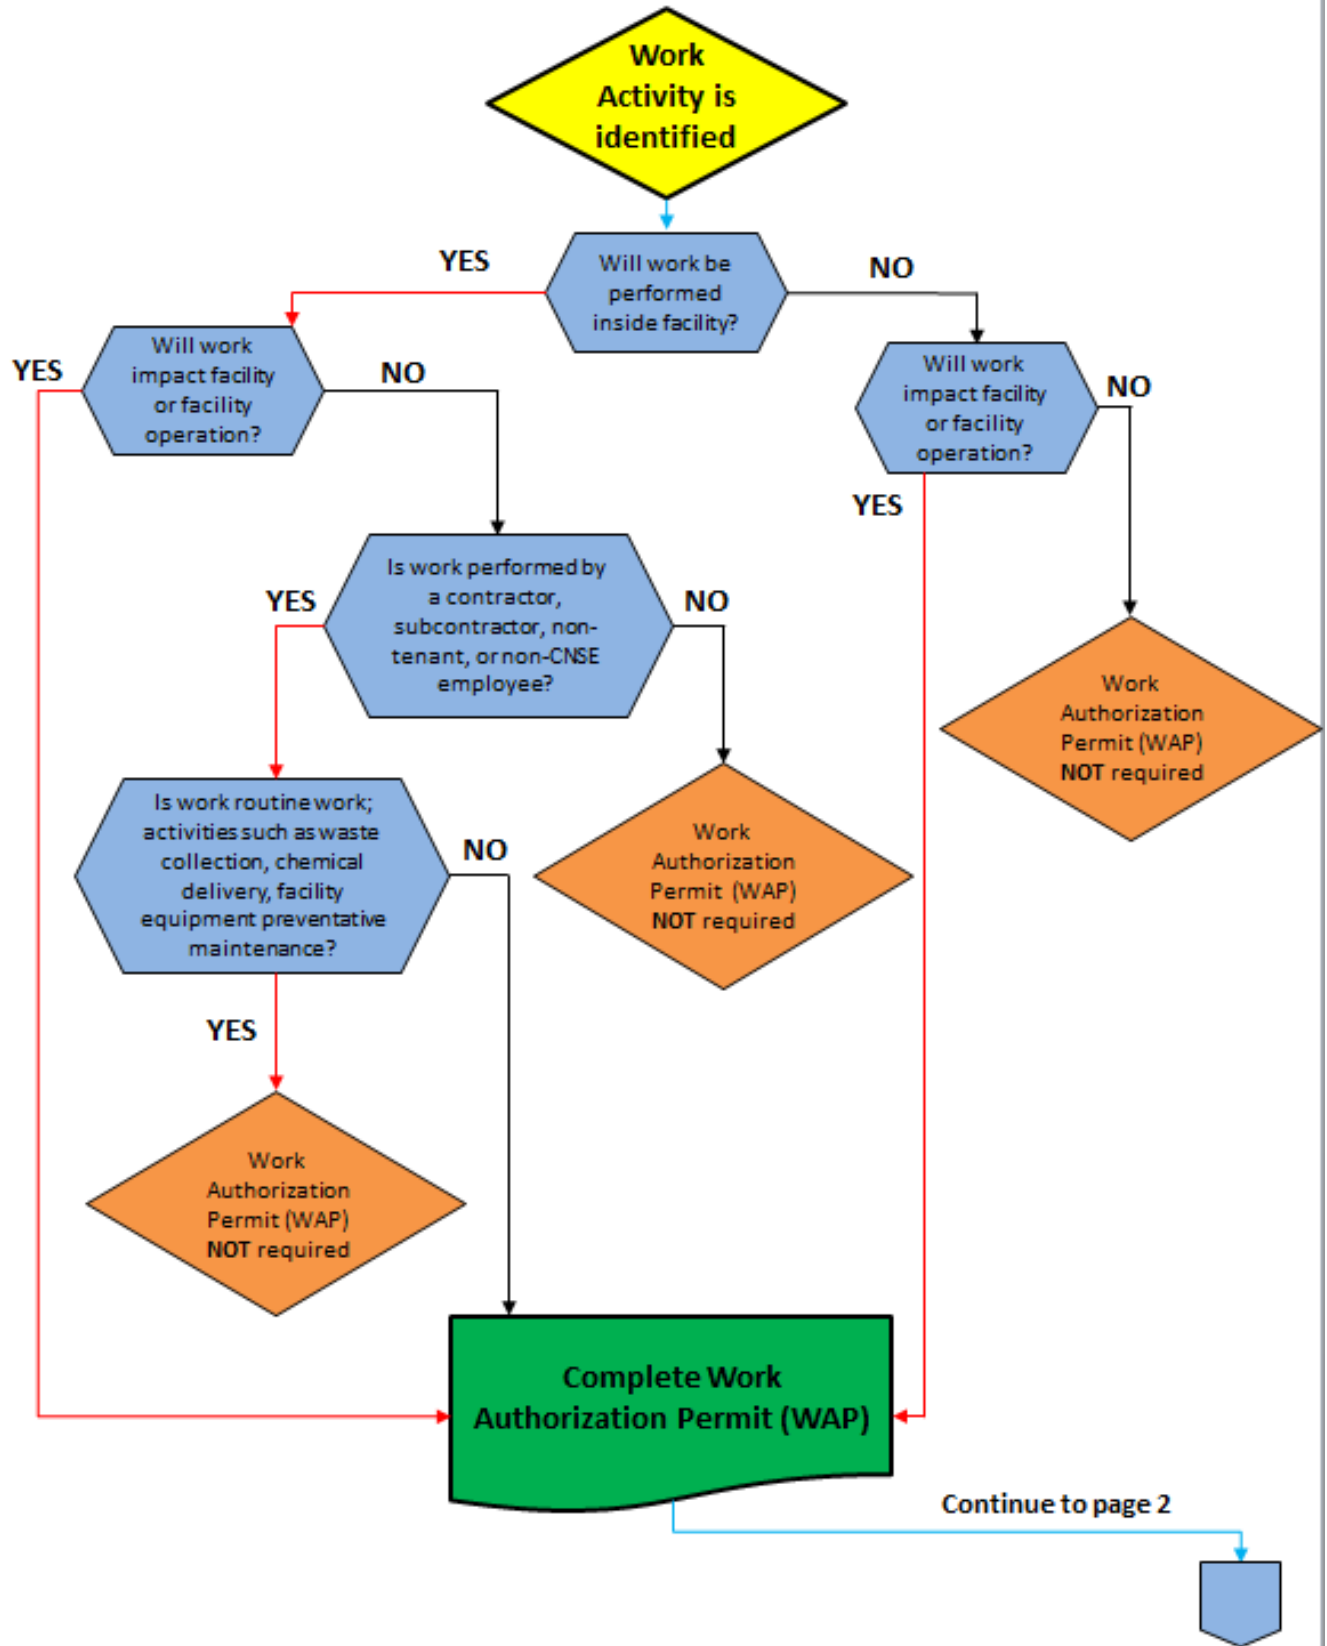 Work
Activity is
identified
YES
Will work be
performed
inside facility?
NO
YES
Will work
impact facility
or facility
operation?
NO
Will work
impact facility
or facility
operation?
NO
YES
YES
Is work performed by
a contractor,
subcontractor, non-
tenant, or non-CNSE
employee?
NO
Work
Authorization
Permit (WAP)
NOT required
Is work routine work;
activities such as waste
collection, chemical
delivery, facility
equipment preventative
maintenance?
NO
Work
Authorization
Permit (WAP)
NOT required
YES
Work
Authorization
Permit (WAP)
NOT required
Complete Work
Authorization Permit (WAP)
Continue to page 2